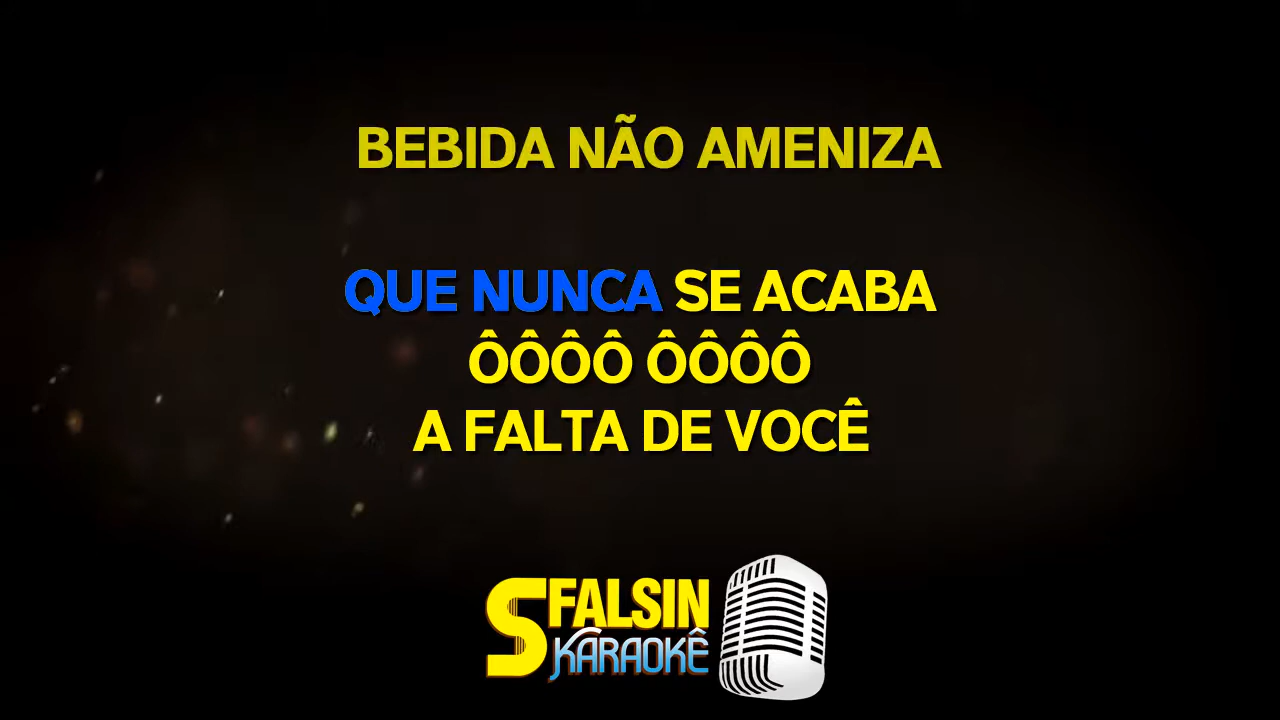 BEBIDA NÃO AMENIZA
QUE NUNCA SE ACABA
ÔÔÔÔ ÔÔÔÔ
A FALTA DE VOCÊ
SFALSIN
KARAOKÊ